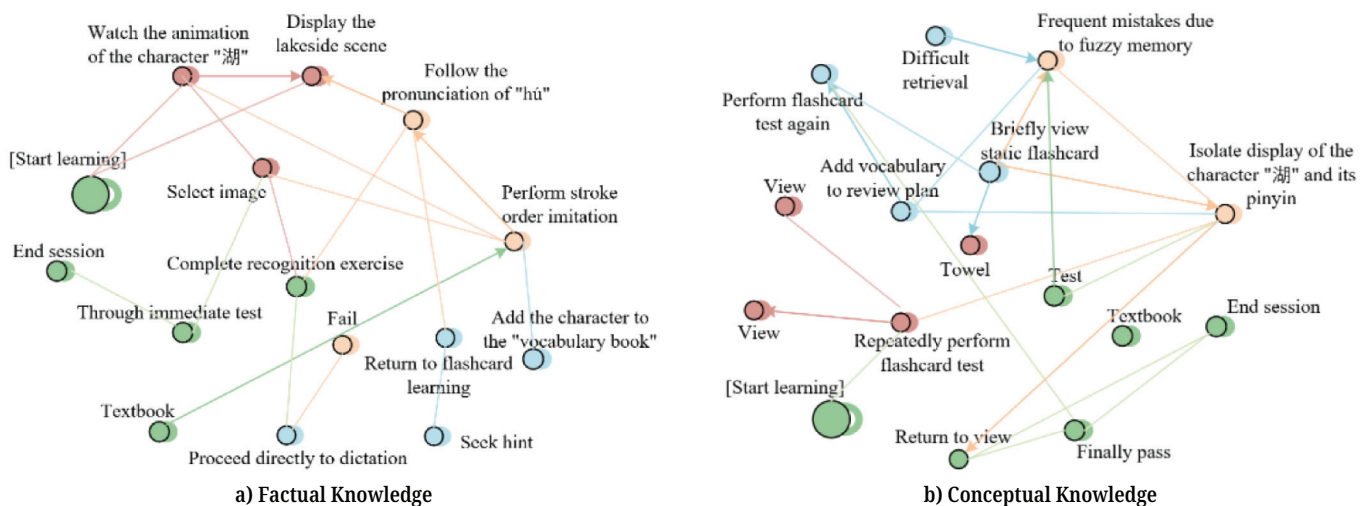 Watch the animation
of the character "湖"
Display the
lakeside scene
Follow the
pronunciation of "hú"
[Start learning]
Select image
Perform stroke
order imitation
End session
Complete recognition exercise
Through immediate test
Fail
Add the character to
the "vocabulary book"
Return to flashcard
learning
Textbook
Seek hint
Proceed directly to dictation
a) Factual Knowledge
Frequent mistakes due
to fuzzy memory
Difficult
retrieval
Perform flashcard
test again
Briefly view
static flashcard
Isolate display of the
character "湖" and its
pinyin
Add vocabulary
to review plan
View
Towel
Test
View
Textbook
End session
Repeatedly perform
flashcard test
[Start learning]
Return to view
Finally pass
b) Conceptual Knowledge